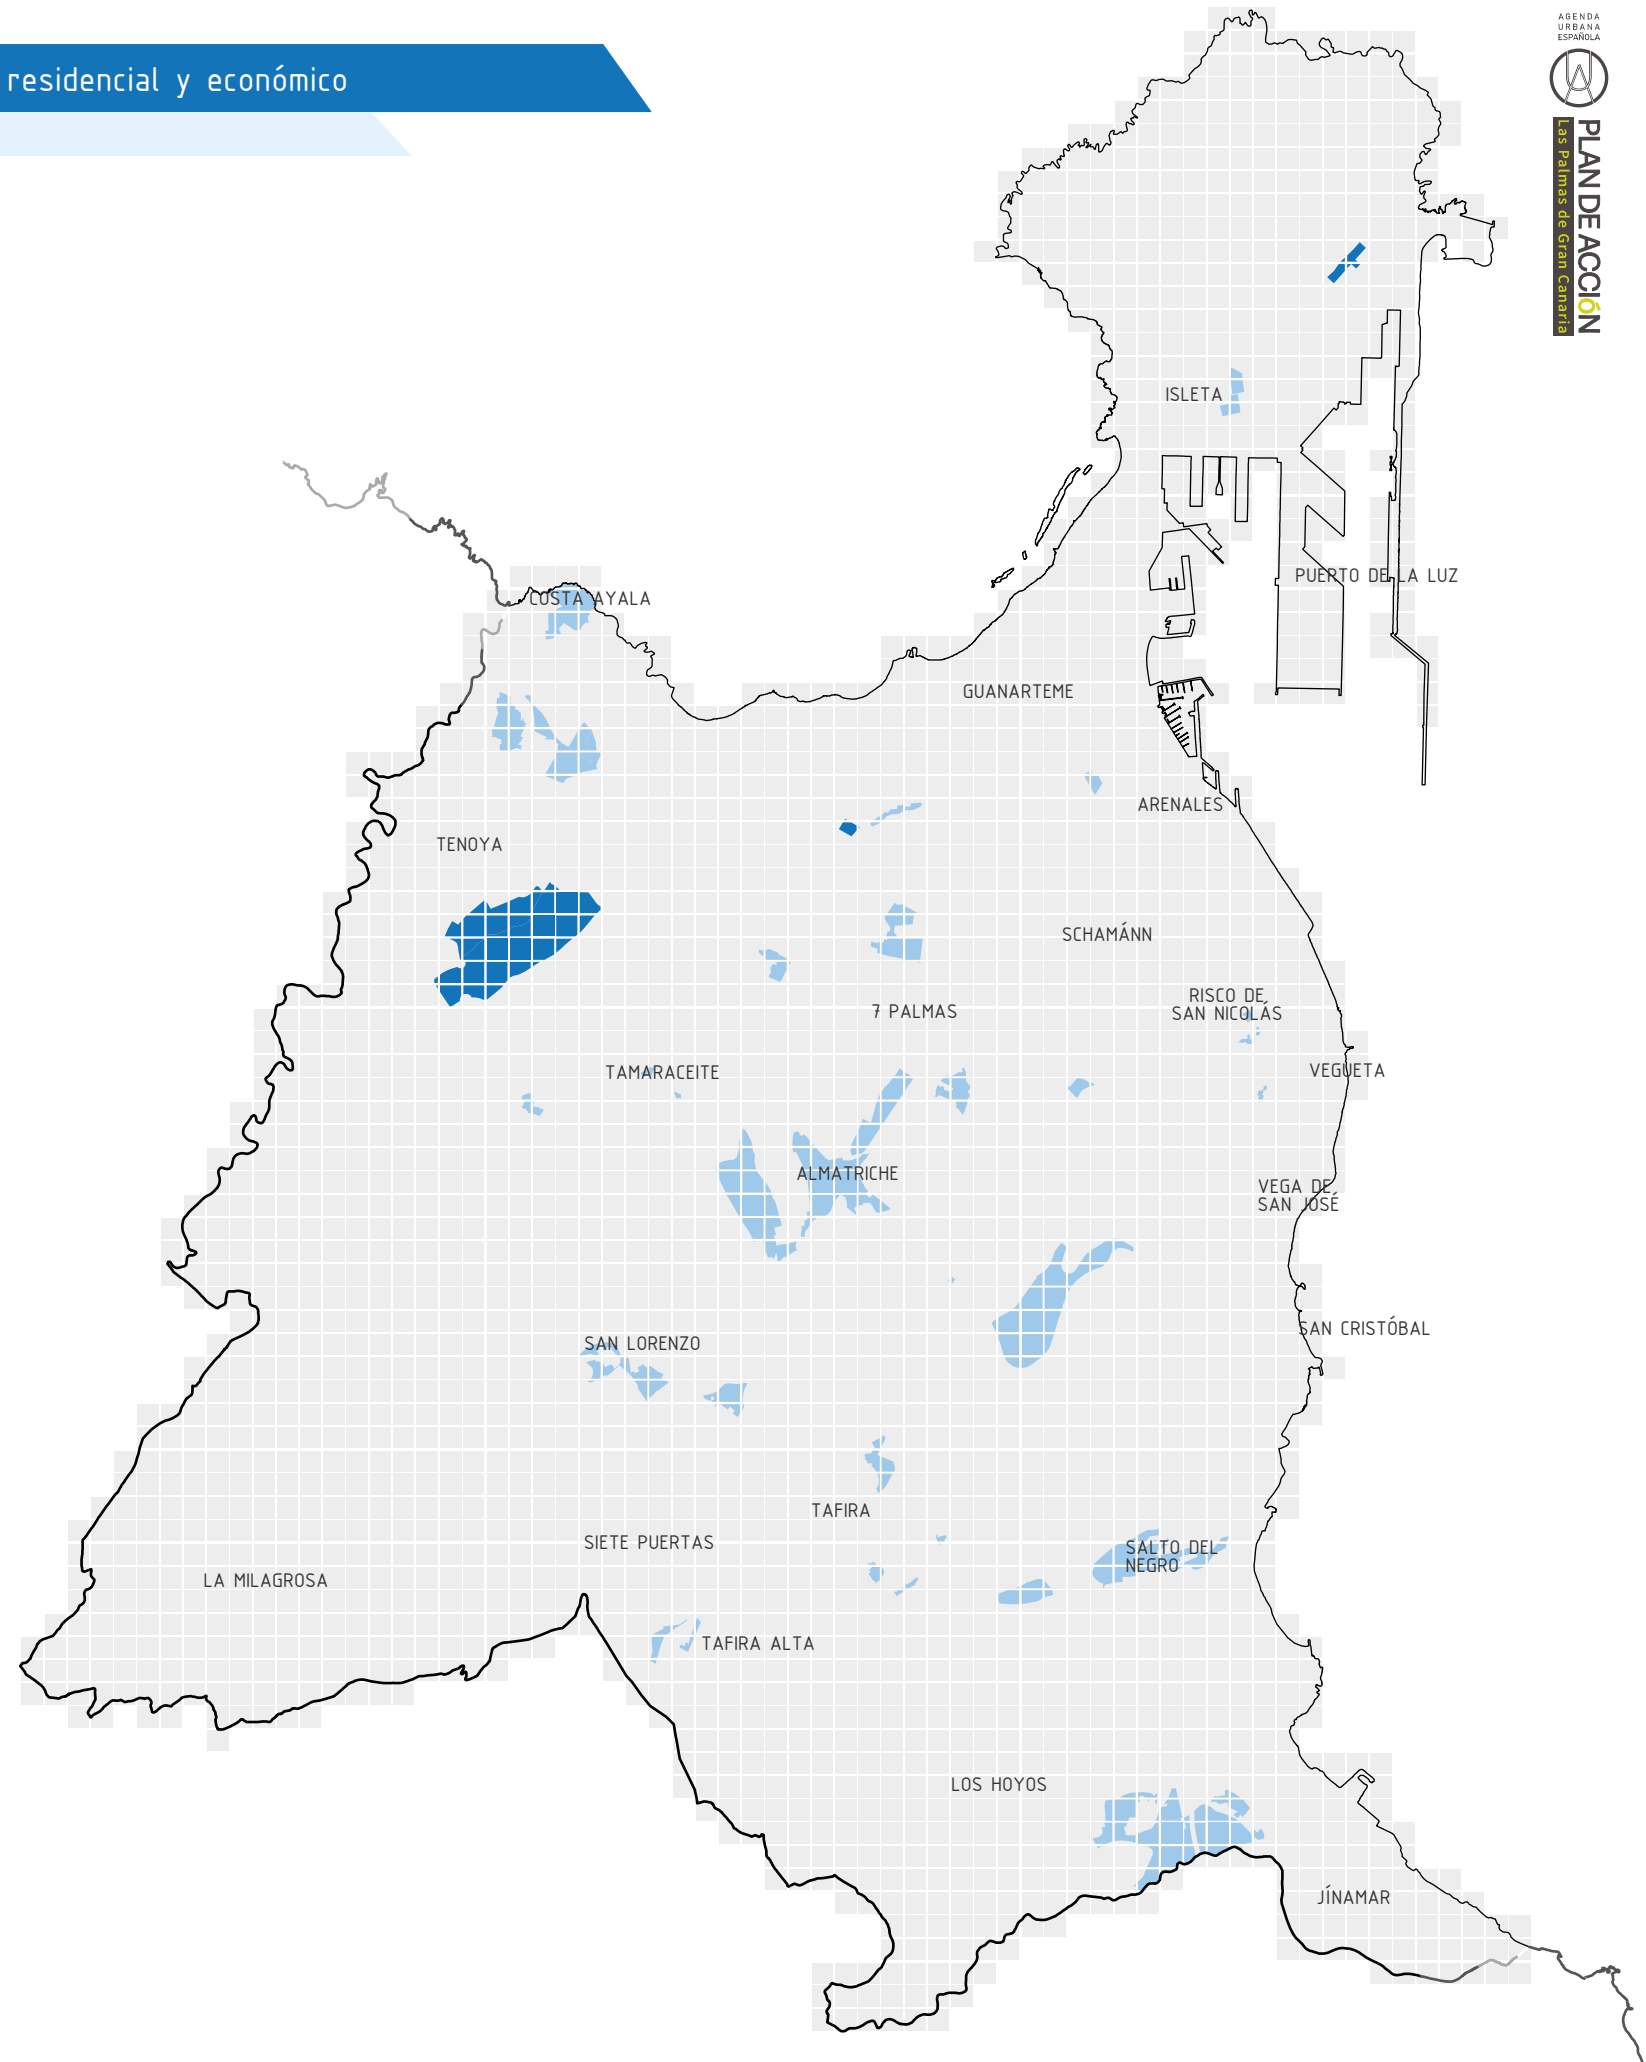 residencial y económico
AGENDA
URBANA
ESPAÑOLA
PLAN DE ACCIÓN
Las Palmas de Gran Canaria
ISLETA
PUERTO DE LA LUZ
COSTA AYALA
GUANARTEME
ARENALES
TENOYA
SCHAMÁNN
RISCO DE
SAN NICOLÁS
7 PALMAS
TAMARACEITE
VEGUETA
ALMATRICHE
VEGA DE
SAN JOSÉ
SAN CRISTÓBAL
SAN LORENZO
TAFIRA
SIETE PUERTAS
SALTO DEL
NEGRO
LA MILAGROSA
TAFIRA ALTA
LOS HOYOS
JÍNAMAR